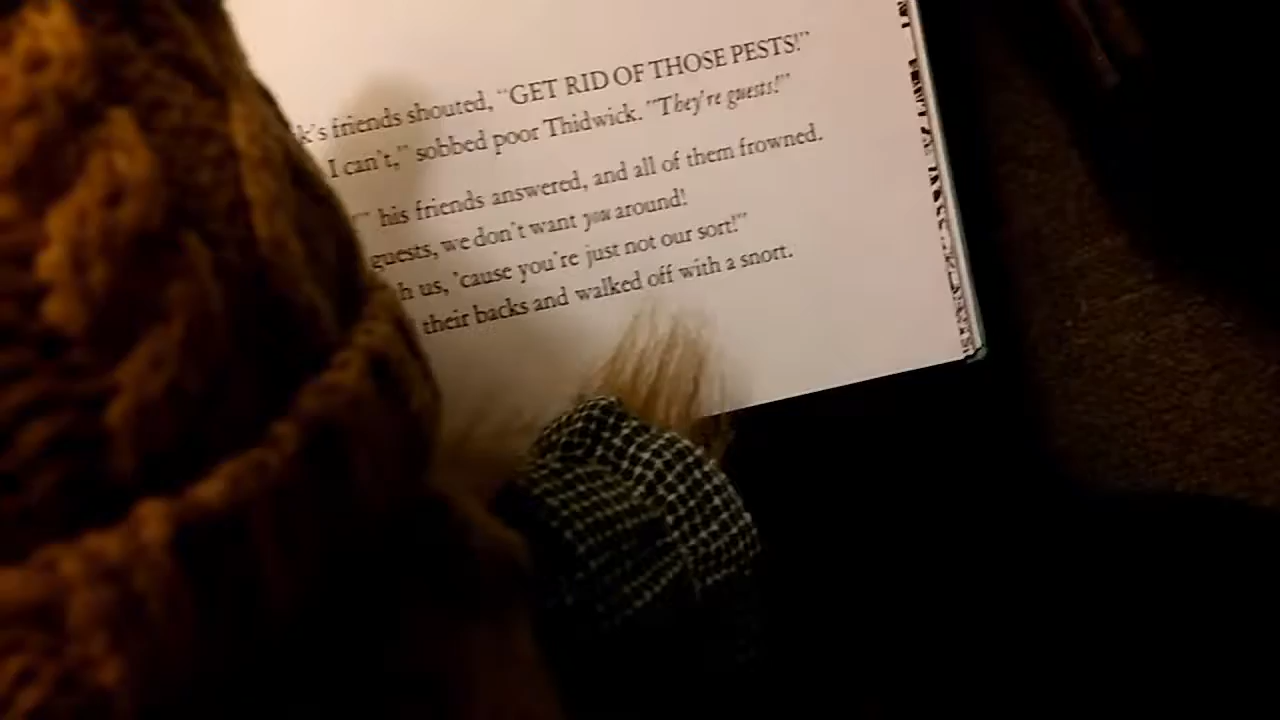 k's friends shouted, "GET RID OF THOSE PESTS!"
I can't," sobbed poor Thidwick. "They're guests!"
!" his friends answered, and all of them frowned.
guests, we don't want you around!
h us, 'cause you're just not our sort!"
their backs and walked off with a snort.